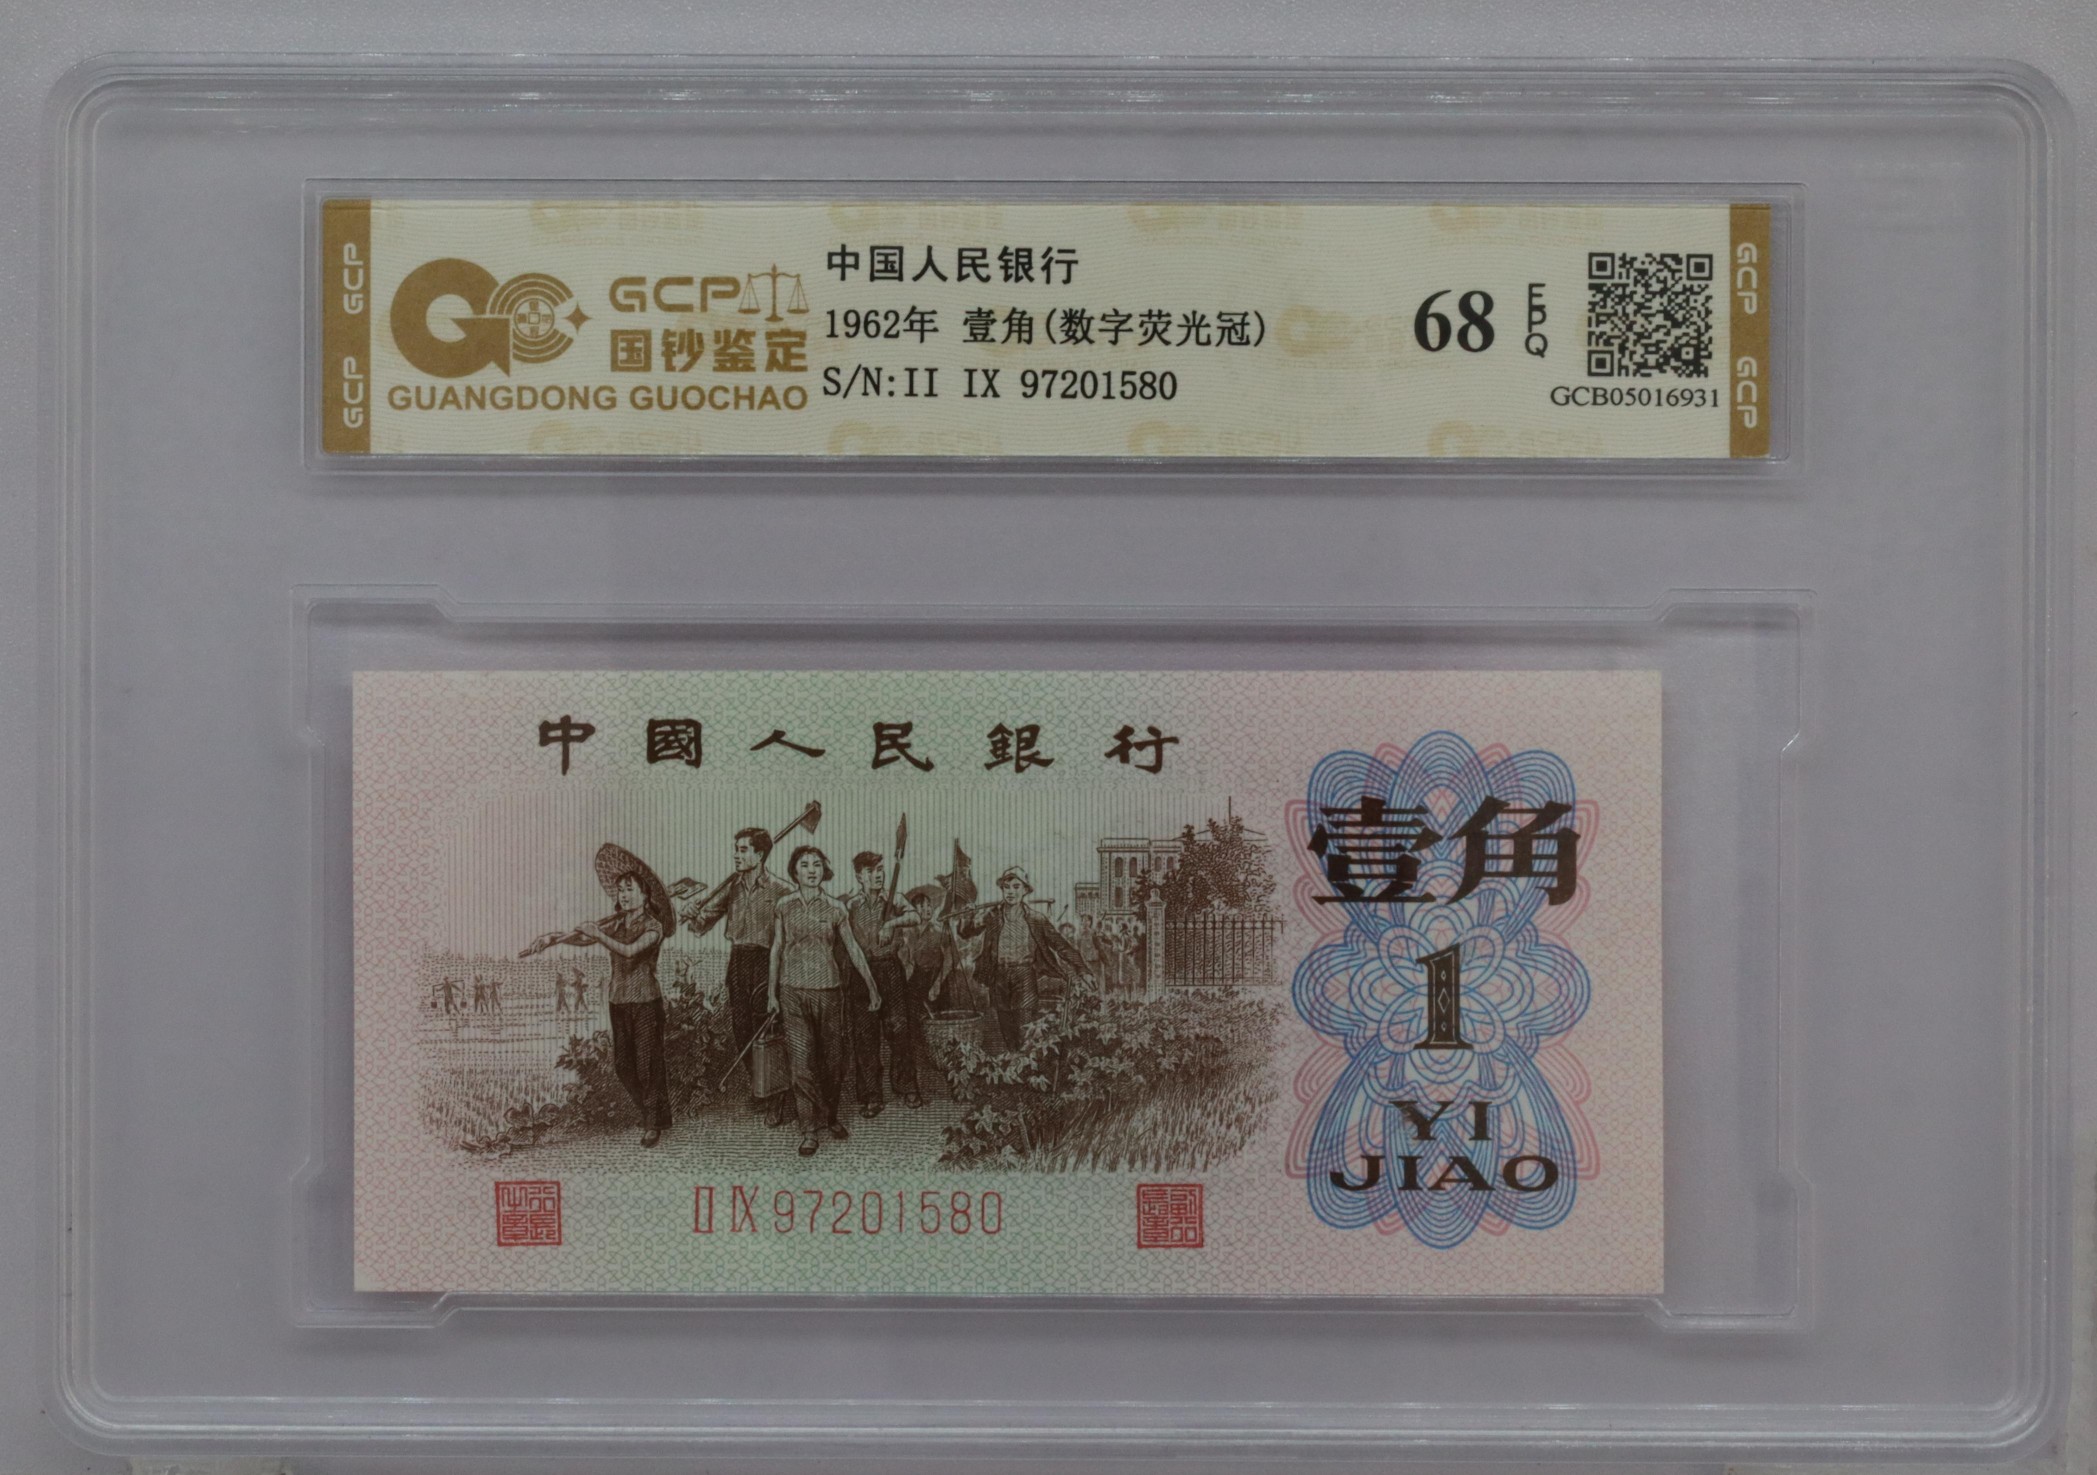 GCP
GCP
GCP
国钞鉴定
GUANGDONG GUOCHAO
中国人民银行
1962年 壹角(数字荧光冠)
S/N:II IX 97201580
68
EPQ
GCB05016931
GCP
GCP
中國人民銀行
壹角
1
YI
JIAO
II IX 97201580